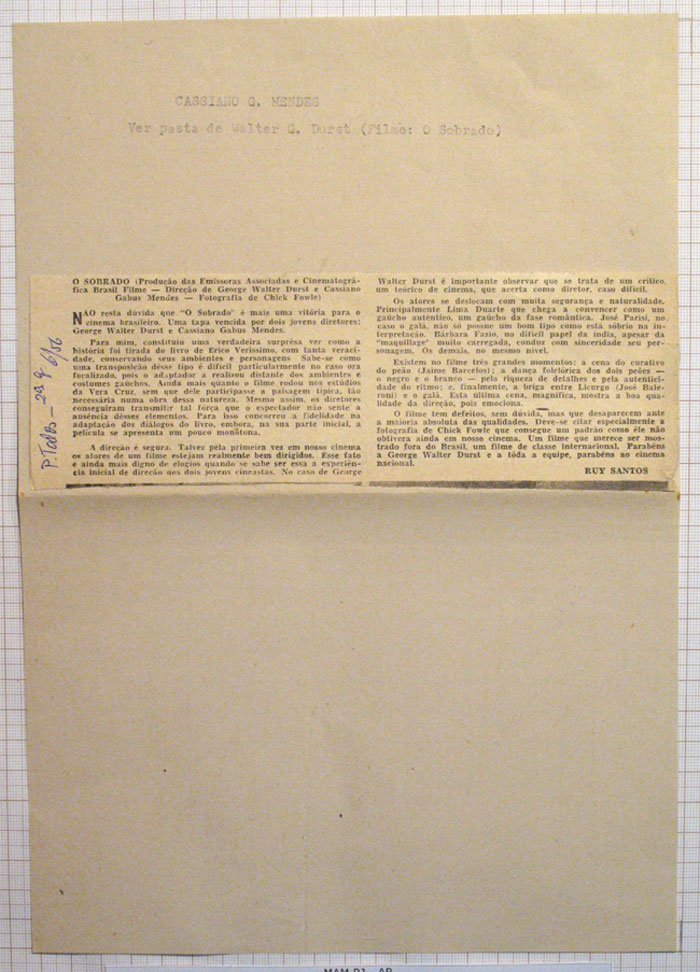 CASSIANO G. MENDES
Ver pasta de Walter G. Durst (Filme: O Sobrado)
O SOBRADO (Produção das Emissoras Associadas e Cinematográ-
fica Brasil Filme — Direção de George Walter Durst e Cassiano
Gabus Mendes — Fotografia de Chick Fowle)
NÃO resta dúvida que "O Sobrado" é mais uma vitória para o
cinema brasileiro. Uma tapa vencida por dois jovens diretores:
George Walter Durst e Cassiano Gabus Mendes.
Para mim, constituiu uma verdadeira surprêsa ver como a
história foi tirada do livro de Erico Verissimo, com tanta veraci-
dade, conservando seus ambientes e personagens Sabe-se como
uma transposição dêsse tipo é difícil particularmente no caso ora
focalizado, pois o adaptador a realizou distante dos ambientes e
costumes gaúchos. Ainda mais quanto o filme rodou nos estúdios
da Vera Cruz, sem que dêle participasse a paisagem típica, tão
necessária numa obra dessa natureza. Mesmo assim, os diretores
conseguiram transmitir tal fôrça que o espectador não sente a
ausência dêsses elementos. Para isso concorreu a fidelidade na
adaptação dos diálogos do livro, embora, na sua parte inicial, a
película se apresenta um pouco monótona.
A direção é segura. Talvez pela primeira vez em nosso cinema
os atores de um filme estejam realmente bem dirigidos. Esse fato
e ainda mais digno de elogios quando se sabe ser essa a experiên-
cia inicial de direção nos dois jovens cineastas. No caso de George
Walter Durst é importante observar que se trata de um crítico,
um teórico de cinema, que acerta como diretor, caso difícil.
Os atores se deslocam com muita segurança e naturalidade.
Principalmente Lima Duarte que chega a convencer como um
gaúcho autêntico, um gaúcho da fase romântica. José Parisi, no
caso o galã, não só possue um bom tipo como está sóbrio na in-
terpretação. Bárbara Fazio, no difícil papel da índia, apesar da
"maquillage" muito carregada, conduz com sinceridade seu per-
sonagem. Os demais, no mesmo nível.
Existem no filme três grandes momentos: a cena do curativo
do peão (Jaime Barcelos); a dança folclórica dos dois peões —
o negro e o branco — pela riqueza de detalhes e pela autentici-
dade do ritmo; e, finalmente, a briga entre Licurgo (José Bale-
roni) e o galã. Esta última cena, magnífica, mostra a boa qua-
lidade da direção, pois emociona.
O filme tem defeitos, sem dúvida, mas que desaparecem ante
a maioria absoluta das qualidades. Deve-se citar especialmente a
fotografia de Chick Fowle que consegue um padrão como êle não
obtivera ainda em nosso cinema. Um filme que merece ser mos-
trado fora do Brasil, um filme de classe internacional. Parabéns
a George Walter Durst e a tôda a equipe, parabéns ao cinema
nacional.
RUY SANTOS